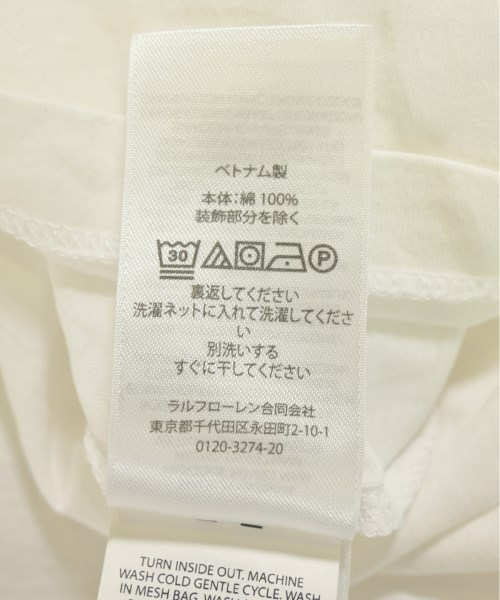 ベトナム製
本体:綿 100%
装飾部分を除く
30 P
裏返してください
洗濯ネットに入れて洗濯してくださ
い
別洗いする
すぐに干してください
ラルフローレン合同会社
東京都千代田区永田町2-10-1
0120-3274-20
TURN INSIDE OUT. MACHINE
WASH COLD GENTLE CYCLE. WASH
IN MESH BAG.